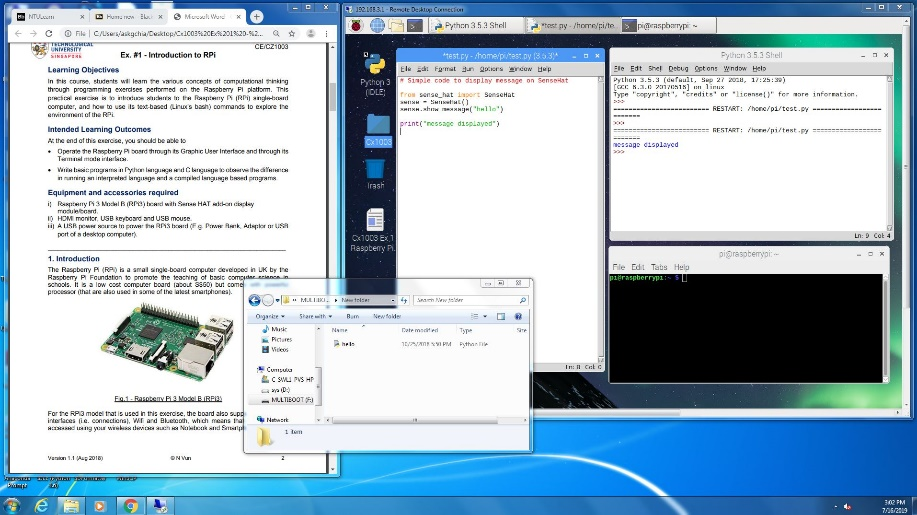 NTULearn
Home now – Blac
Microsoft Word
File
C:/Users/askgchia/Desktop/Cx1003%20Ex%201%20-%2...
TECHNOLOGICAL
UNIVERSITY
SINGAPORE
CE/CZ1003
Ex. #1 - Introduction to RPi
Learning Objectives
In this course, students will learn the various concepts of computational thinking
through programming exercises performed on the Raspberry Pi platform. This
practical exercise is to introduce students to the Raspberry Pi (RPi) single-board
computer, and how to use its text-based (Linux's bash) commands to explore the
environment of the RPi.
Intended Learning Outcomes
At the end of this exercise, you should be able to
• Operate the Raspberry Pi board through its Graphic User Interface and through its
Terminal mode interface.
• Write basic programs in Python language and C language to observe the difference
in running an interpreted language and a compiled language based programs.
Equipment and accessories required
i) Raspberry Pi 3 Model B (RPi3) board with Sense HAT add-on display
module/board.
ii) HDMI monitor, USB keyboard and USB mouse.
iii) A USB power source to power the RPi3 board (E.g. Power Bank, Adaptor or USB
port of a desktop computer).
1. Introduction
The Raspberry Pi (RPi) is a small single-board computer developed in UK by the
Raspberry Pi Foundation to promote the teaching of basic computer science in
schools. It is a low cost computer board (about S$50) but comes with powerful
processor (that are also used in some of the latest smartphones).
Fig.1 - Raspberry Pi 3 Model B (RPi3)
For the RPi3 model that is used in this exercise, the board also supp
interfaces (i.e. connections), Wifi and Bluetooth, which means that
accessed using your wireless devices such as Notebook and Smartph
Version 1.1 (Aug 2018)
© N Vun
2
192.168.3.1 - Remote Desktop Connection
Python 3.5.3 Shell
*test.py - /home/pi/te...
pi@raspberrypi: ~
Python 3
(IDLE)
Cx1003
Trash
CX1003 Ex 1
Raspberry Pi
*test.py - /home/pi/test.py (3.5.3)*
File Edit Format Run Options Window Help
# Simple code to display message on SenseHat
from sense_hat import SenseHat
sense = SenseHat()
sense.show_message("hello")
print("message displayed")
Ln: 8 Col: 0
Python 3.5.3 Shell
File Edit Shell Debug Options Window Help
Python 3.5.3 (default, Sep 27 2018, 17:25:39)
[GCC 6.3.0 20170516] on linux
Type "copyright", "credits" or "license()" for more information.
>>>
===================== RESTART: /home/pi/test.py ===============
=======
>>>
===================== RESTART: /home/pi/test.py ===============
=======
message displayed
>>>
Ln: 9 Col: 4
pi@raspberrypi: ~
File Edit Tabs Help
pi@raspberrypi:~ $
MULTIBO...
New folder
Search New folder
Organize
Share with
Burn
New folder
Music
Pictures
Videos
Computer
sys (D:)
MULTIBOOT (F:)
Network
Name
Date modified
Type
Size
hello
Python File
1 item
3:02 PM
7/16/2019